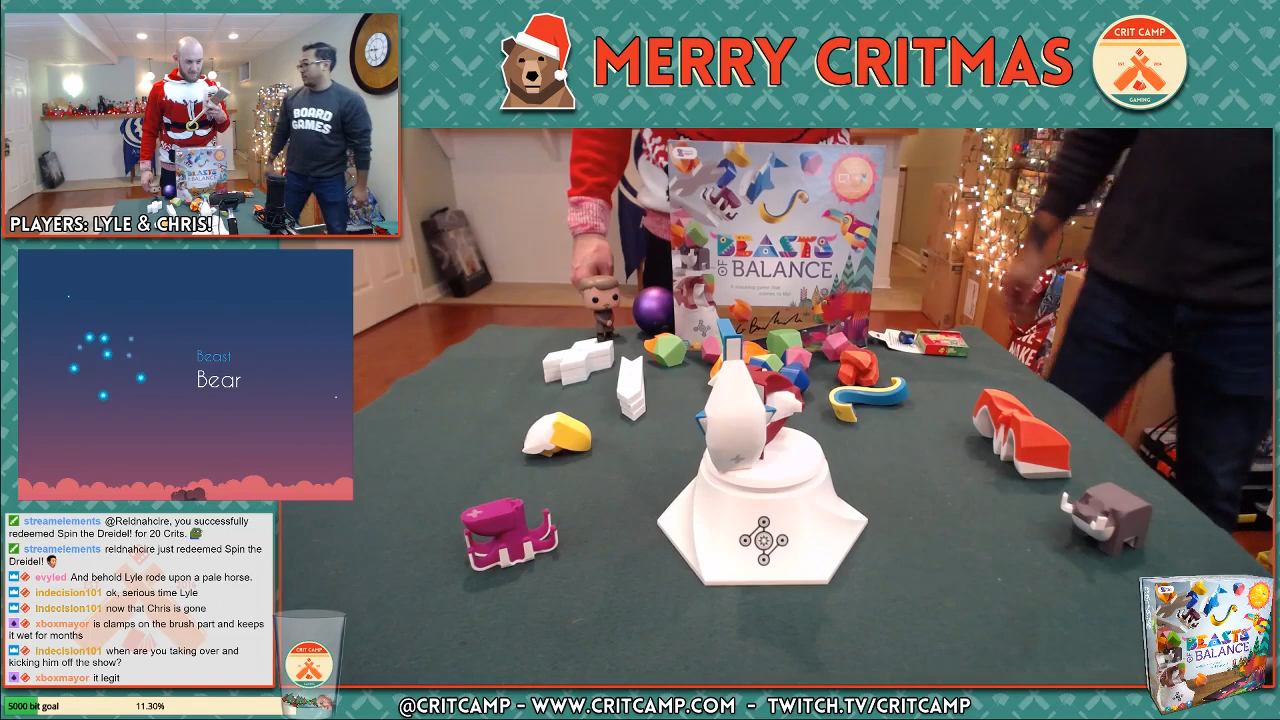 MERRY CRITMAS
CRIT CAMP
EST.
2014
GAMING
BOARD
GAMES
PLAYERS: LYLE & CHRIS!
BEASTS
OF BALANCE
Beast
Bear
streamelements @Reldnahcire, you successfully
redeemed Spin the Dreidel! for 20 Crits.
streamelements reldnahcire just redeemed Spin the
Dreidel!
evyled And behold Lyle rode upon a pale horse.
indecision101 ok, serious time Lyle
indecision101 now that Chris is gone
xboxmayor is clamps on the brush part and keeps
it wet for months
indecision101 when are you taking over and
kicking him off the show?
xboxmayor it legit
CRIT CAMP
GAMING
5000 bit goal 11.30%
@CRITCAMP - WWW.CRITCAMP.COM - TWITCH.TV/CRITCAMP
BEASTS
OF BALANCE